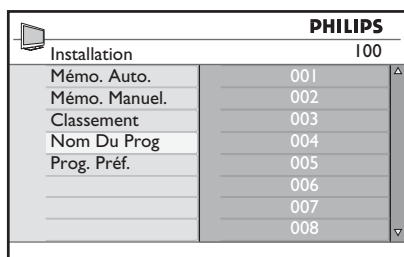 PHILIPS
Installation 100
Mémo. Auto. 001
Mémo. Manuel. 002
Classement 003
Nom Du Prog 004
Prog. Préf. 005
006
007
008